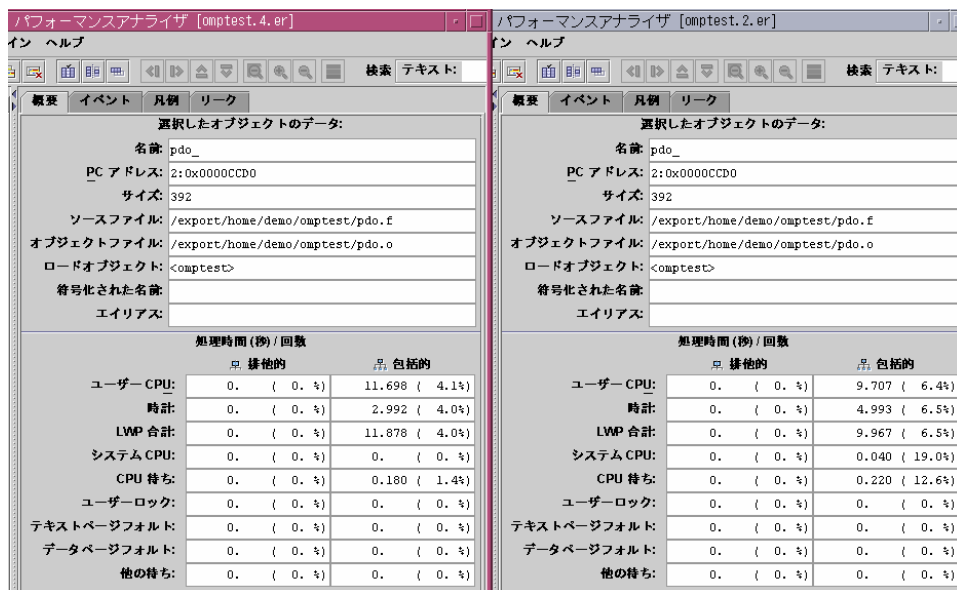 パフォーマンスアナライザ [omptest.4.er]
イン ヘルプ
検索 テキスト:
概要 イベント 凡例 リーク
選択したオブジェクトのデータ:
名前: pdo_
PC アドレス: 2:0x0000CCD0
サイズ: 392
ソースファイル: /export/home/demo/omptest/pdo.f
オブジェクトファイル: /export/home/demo/omptest/pdo.o
ロードオブジェクト: <omptest>
符号化された名前:
エイリアス:
処理時間 (秒) / 回数
排他的 包括的
ユーザー CPU: 0. ( 0. %) 11.698 ( 4.1%)
時計: 0. ( 0. %) 2.992 ( 4.0%)
LWP 合計: 0. ( 0. %) 11.878 ( 4.0%)
システム CPU: 0. ( 0. %) 0. ( 0. %)
CPU 待ち: 0. ( 0. %) 0.180 ( 1.4%)
ユーザーロック: 0. ( 0. %) 0. ( 0. %)
テキストページフォルト: 0. ( 0. %) 0. ( 0. %)
データページフォルト: 0. ( 0. %) 0. ( 0. %)
他の待ち: 0. ( 0. %) 0. ( 0. %)
パフォーマンスアナライザ [omptest.2.er]
イン ヘルプ
検索 テキスト:
概要 イベント 凡例 リーク
選択したオブジェクトのデータ:
名前: pdo_
PC アドレス: 2:0x0000CCD0
サイズ: 392
ソースファイル: /export/home/demo/omptest/pdo.f
オブジェクトファイル: /export/home/demo/omptest/pdo.o
ロードオブジェクト: <omptest>
符号化された名前:
エイリアス:
処理時間 (秒) / 回数
排他的 包括的
ユーザー CPU: 0. ( 0. %) 9.707 ( 6.4%)
時計: 0. ( 0. %) 4.993 ( 6.5%)
LWP 合計: 0. ( 0. %) 9.967 ( 6.5%)
システム CPU: 0. ( 0. %) 0.040 ( 19.0%)
CPU 待ち: 0. ( 0. %) 0.220 ( 12.6%)
ユーザーロック: 0. ( 0. %) 0. ( 0. %)
テキストページフォルト: 0. ( 0. %) 0. ( 0. %)
データページフォルト: 0. ( 0. %) 0. ( 0. %)
他の待ち: 0. ( 0. %) 0. ( 0. %)